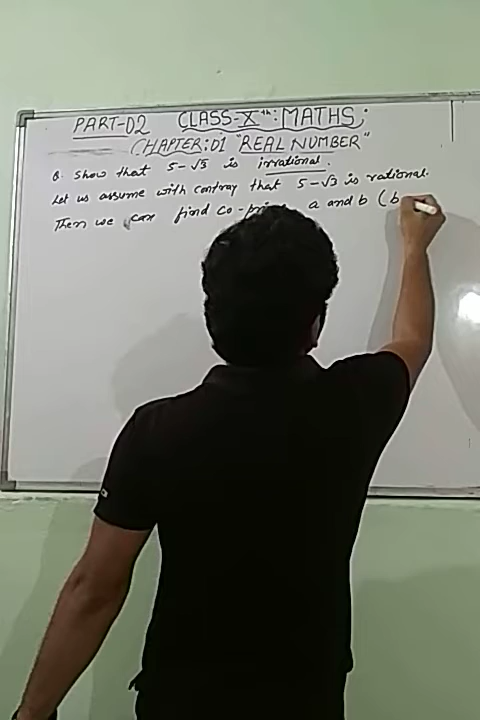 PART-02 CLASS-Xth: MATHS:
CHAPTER:01 "REAL NUMBER"
Q. Show that 5-√3 is irrational.
Let us assume with contray that 5-√3 is rational.
Then we can find co- a and b (b